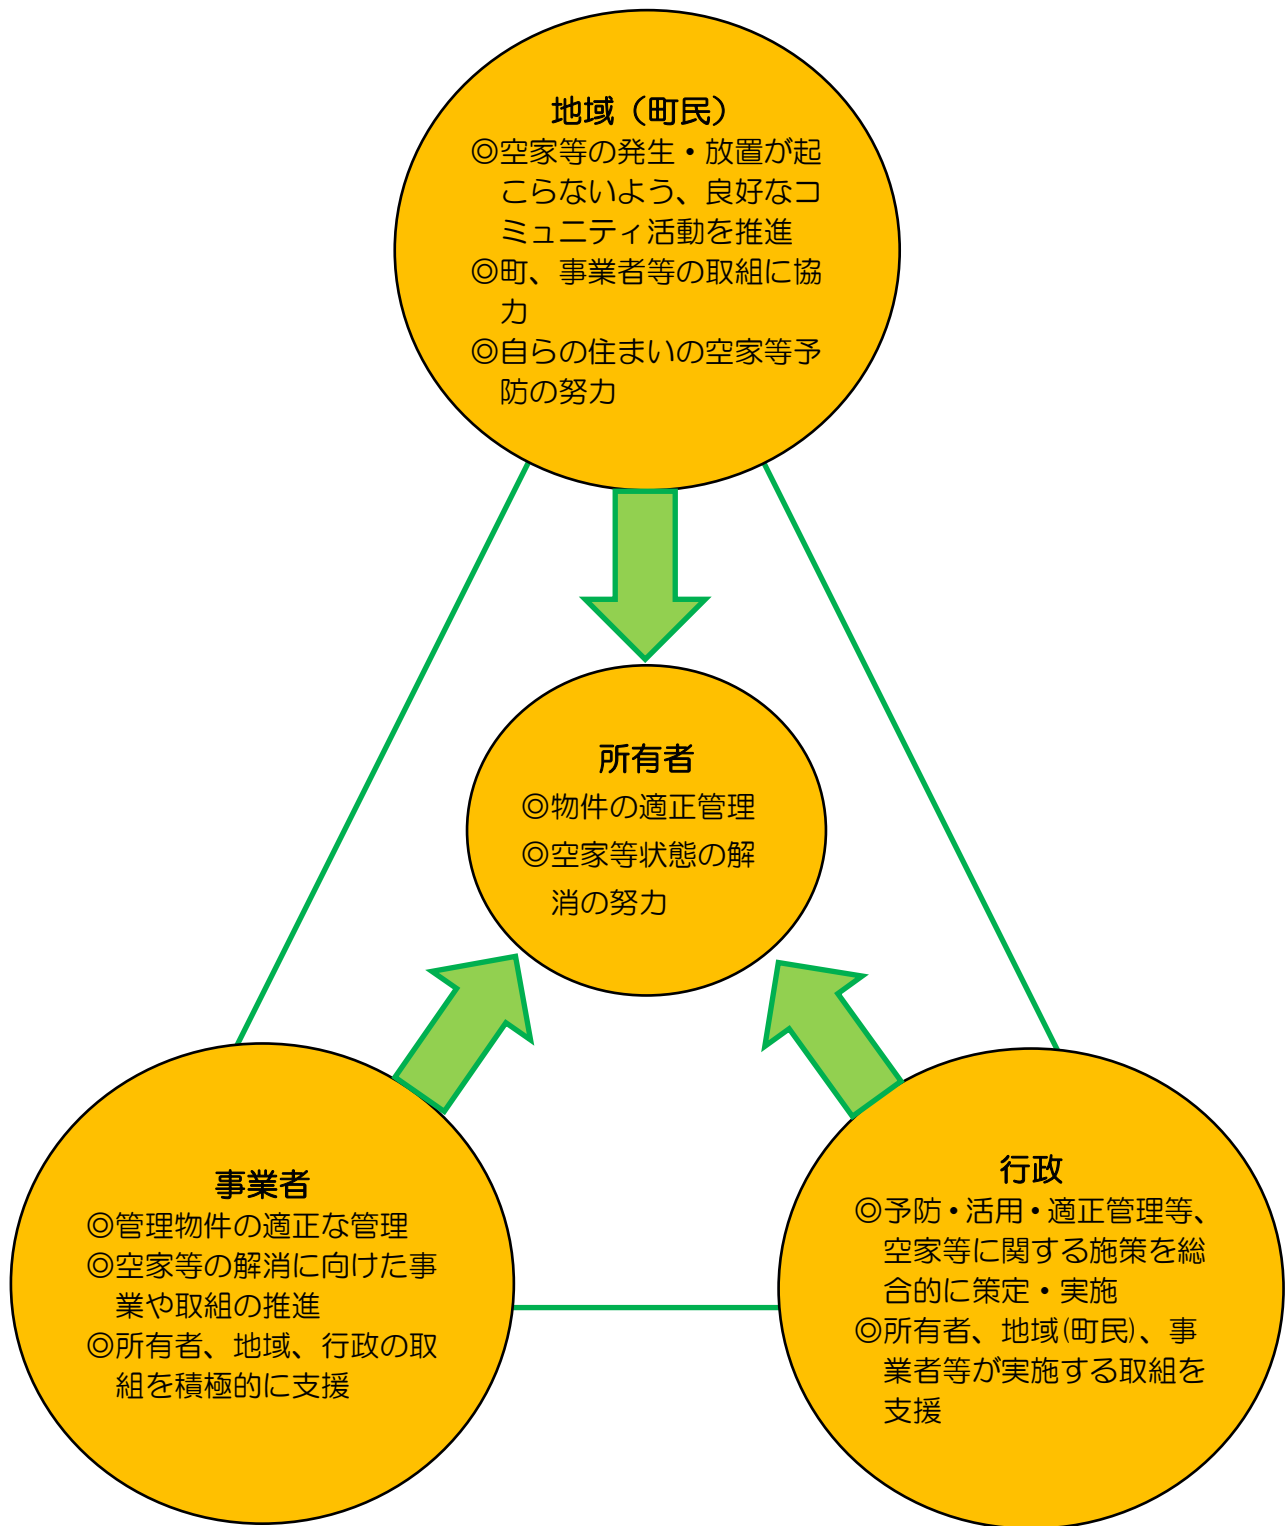 地域（町民）
◎空家等の発生・放置が起
こらないよう、良好なコ
ミュニティ活動を推進
◎町、事業者等の取組に協
力
◎自らの住まいの空家等予
防の努力
所有者
◎物件の適正管理
◎空家等状態の解
消の努力
事業者
◎管理物件の適正な管理
◎空家等の解消に向けた事
業や取組の推進
◎所有者、地域、行政の取
組を積極的に支援
行政
◎予防・活用・適正管理等、
空家等に関する施策を総
合的に策定・実施
◎所有者、地域(町民)、事
業者等が実施する取組を
支援